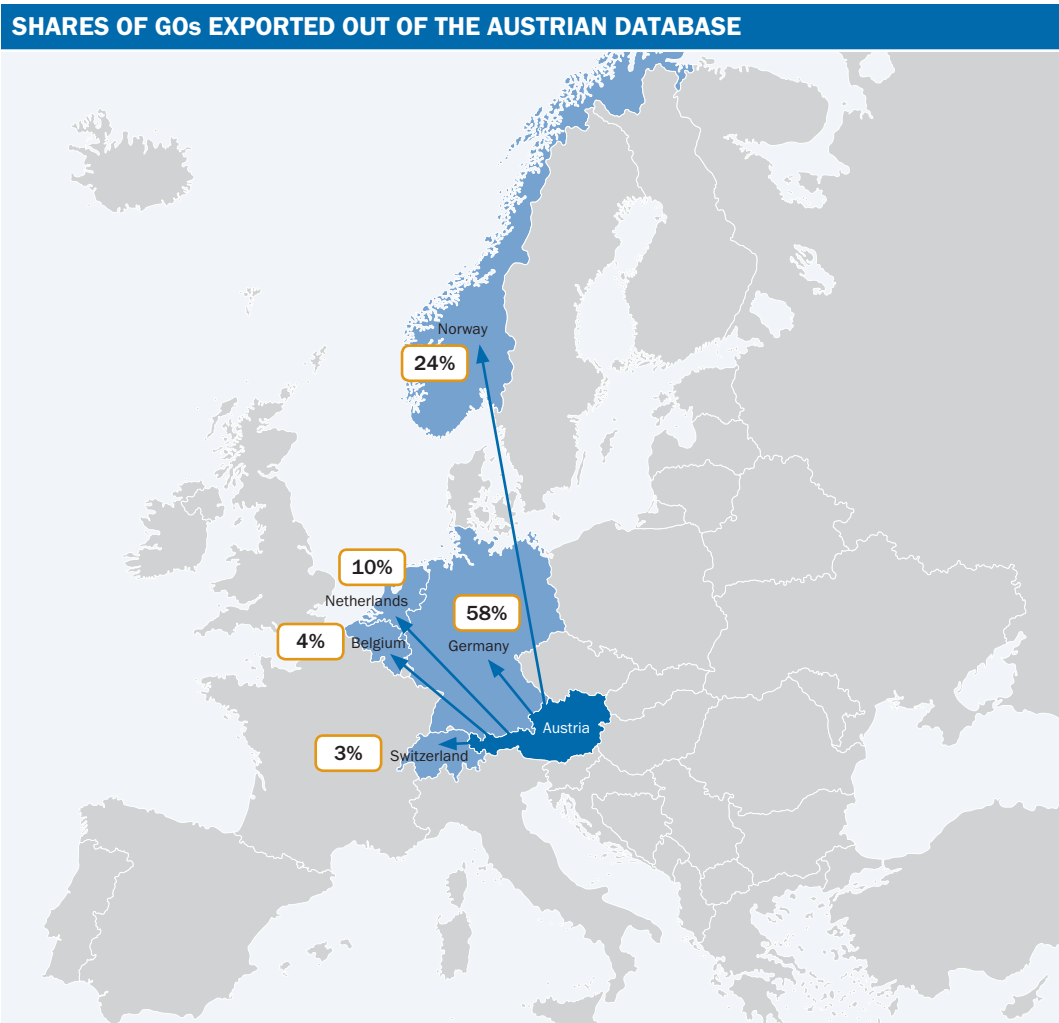 SHARES OF GOs EXPORTED OUT OF THE AUSTRIAN DATABASE
Norway
24%
10%
Netherlands
58%
4%
Belgium
Germany
Austria
3%
Switzerland